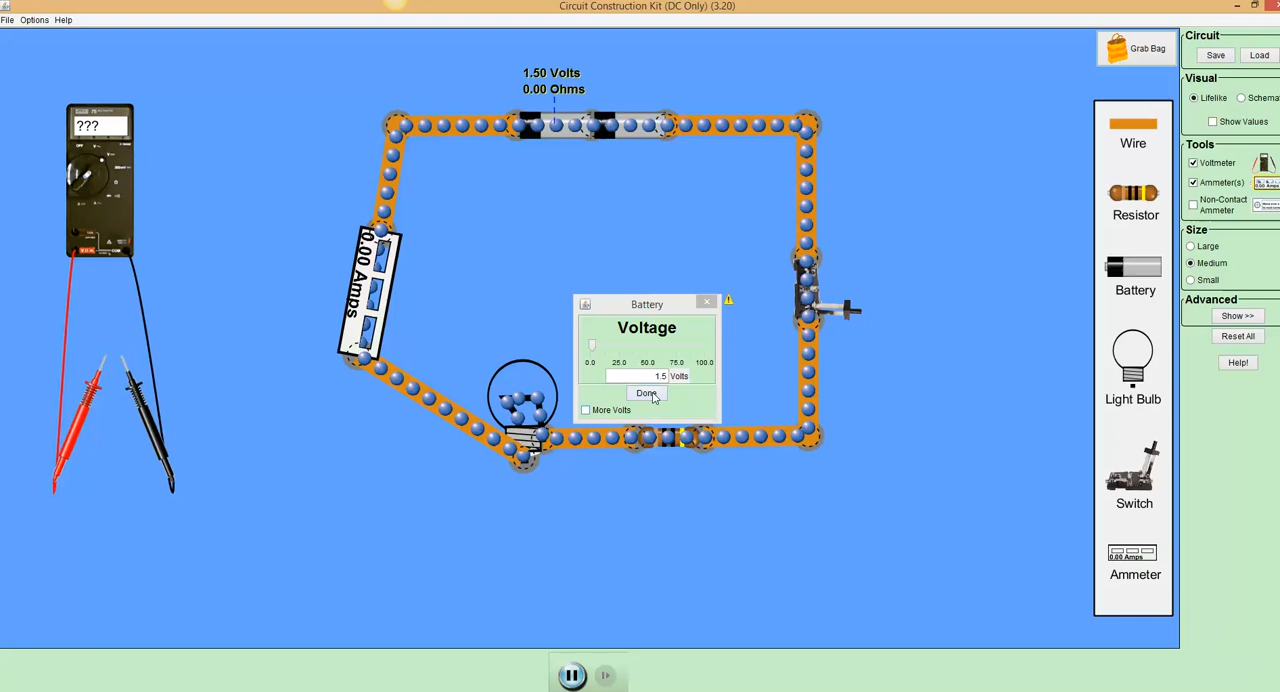 Circuit Construction Kit (DC Only) (3.20)
File Options Help
1.50 Volts
0.00 Ohms
???
0.00 Amps
Battery
Voltage
0.0 25.0 50.0 75.0 100.0
1.5 Volts
Done
More Volts
Grab Bag
Wire
Resistor
Battery
Light Bulb
Switch
0.00 Amps
Ammeter
Circuit
Save Load
Visual
Lifelike Schema
Show Values
Tools
Voltmeter
Ammeter(s)
Non-Contact
Ammeter
Size
Large
Medium
Small
Advanced
Show >>
Reset All
Help!